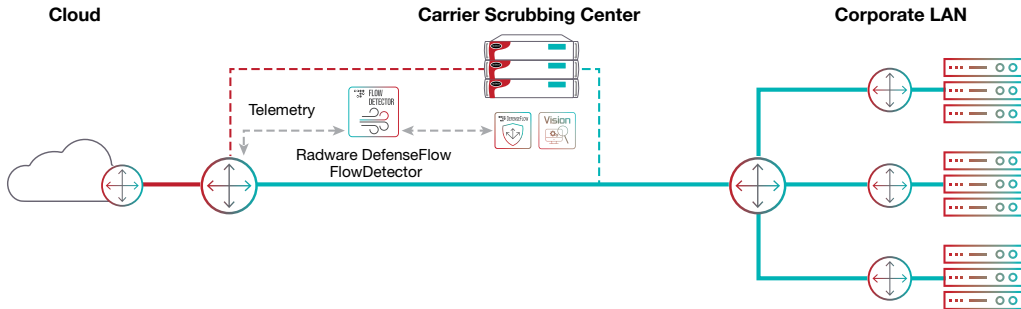 Cloud
Carrier Scrubbing Center
Corporate LAN
Telemetry
FLOW
DETECTOR
DEFENSEFLOW
Vision
Radware DefenseFlow
FlowDetector